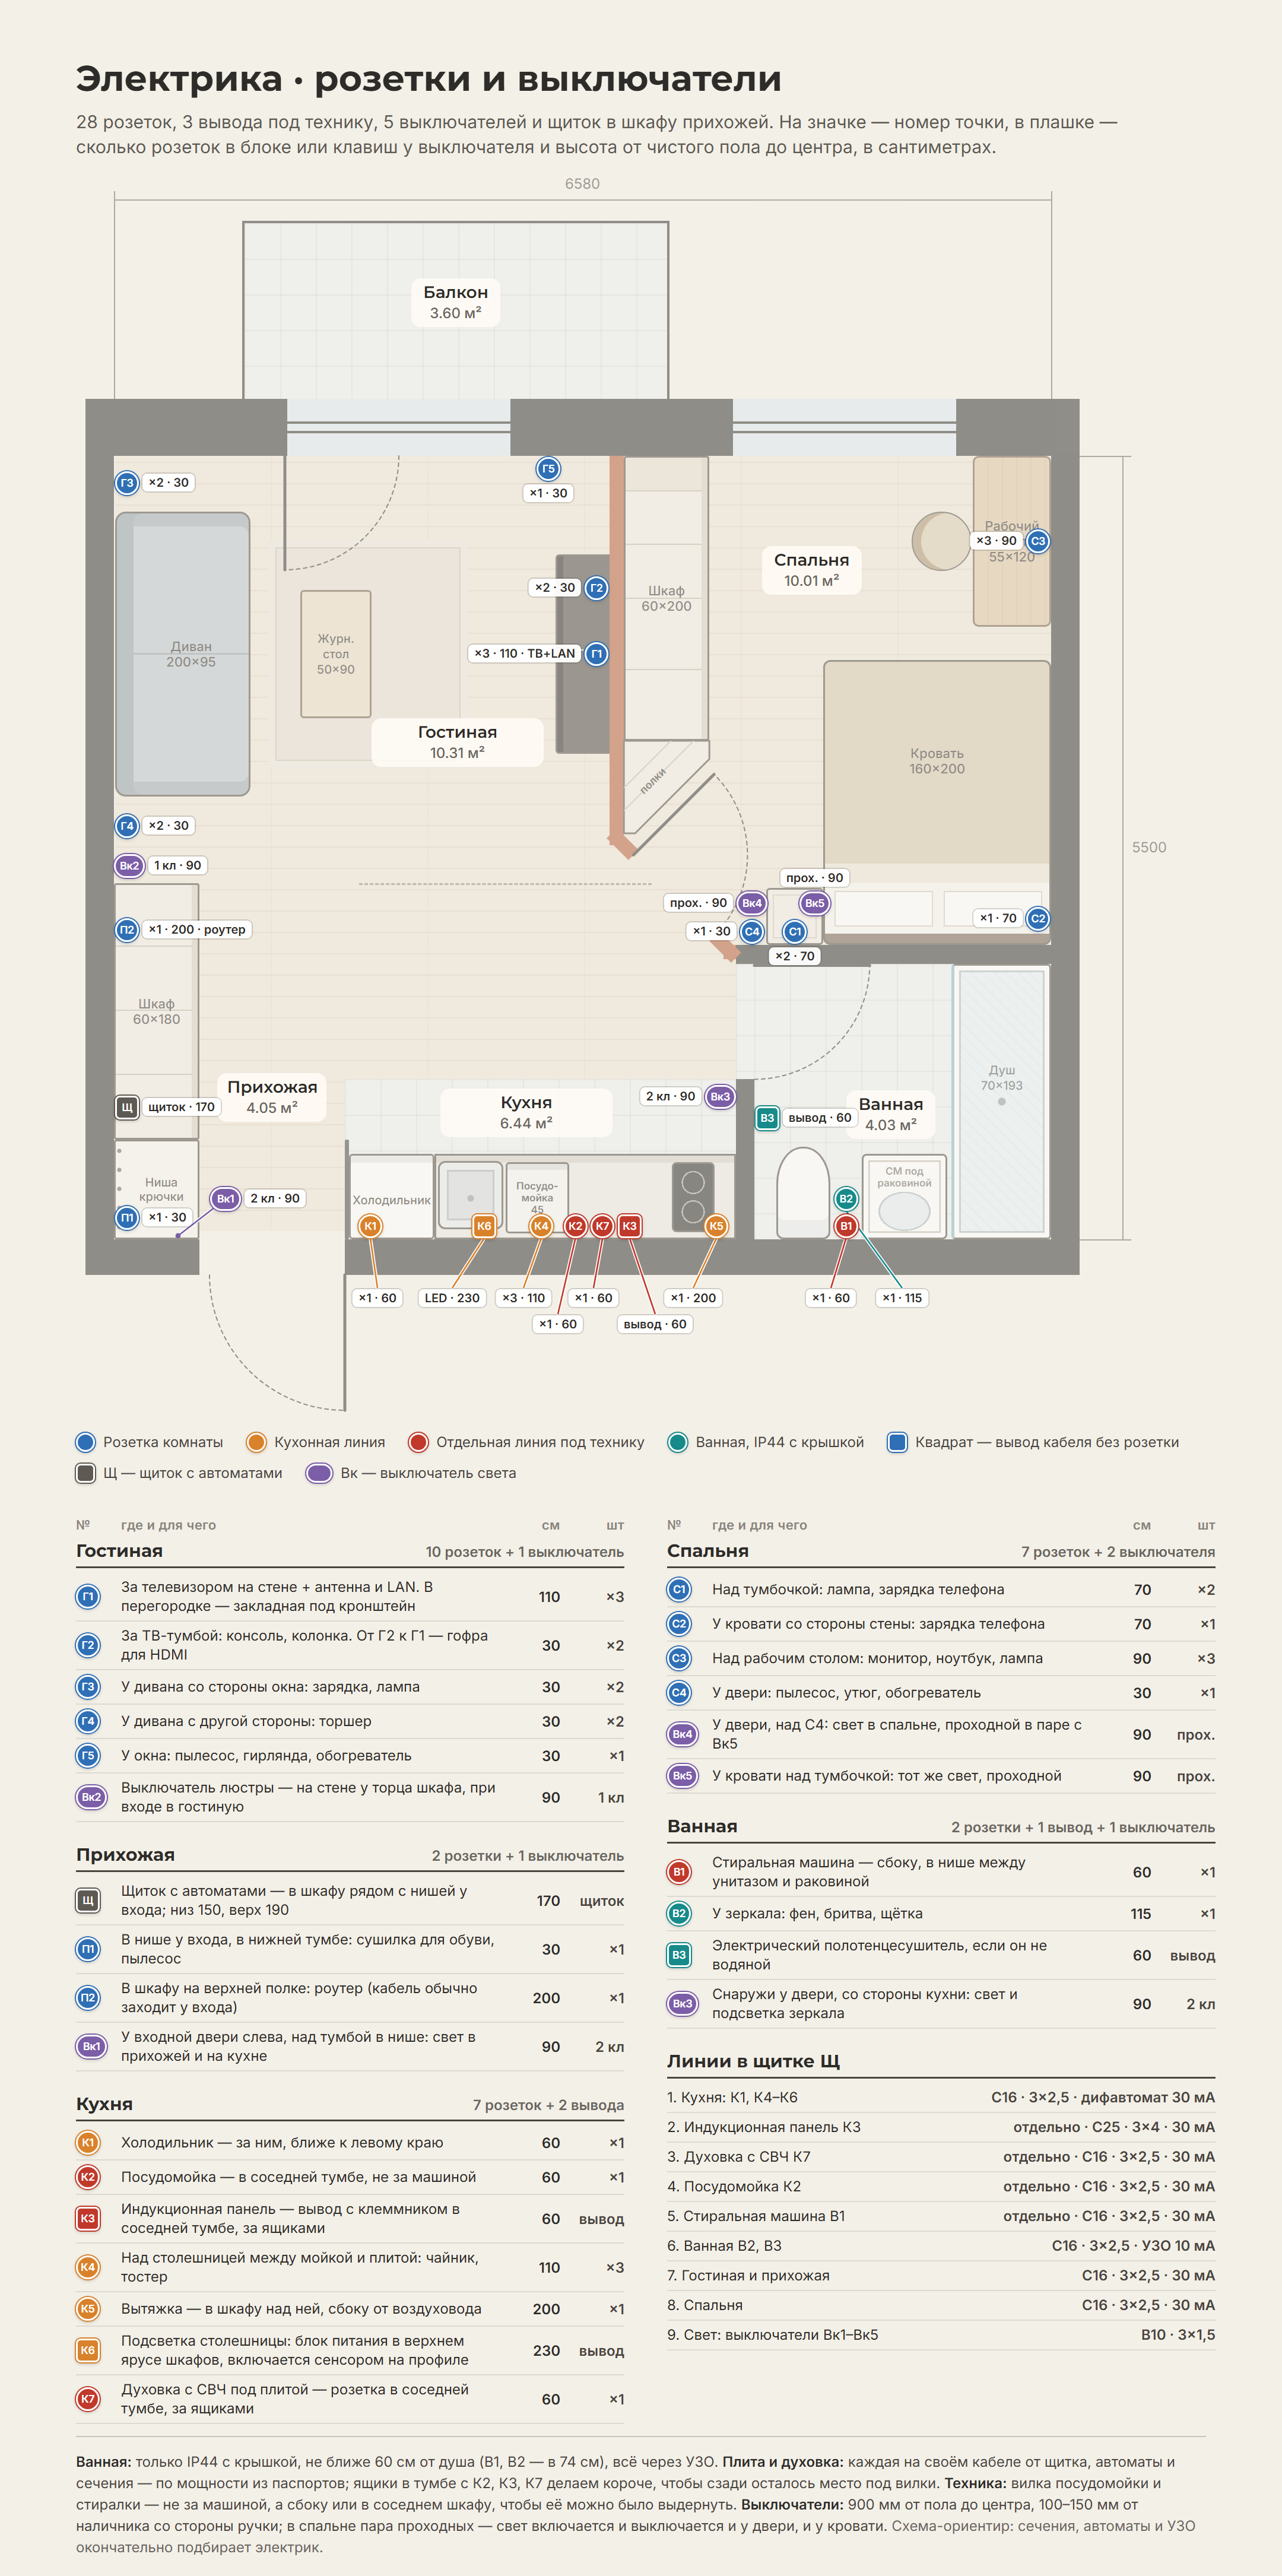 Электрика · розетки и выключатели
28 розеток, 3 вывода под технику, 5 выключателей и щиток в шкафу прихожей. На значке — номер точки, в плашке —
сколько розеток в блоке или клавиш у выключателя и высота от чистого пола до центра, в сантиметрах.
6580
Балкон
3.60 м²
Г3 ×2 · 30
Г5
×1 · 30
Рабочий
×3 · 90 С3
55×120
Спальня
10.01 м²
×2 · 30 Г2
Шкаф
60×200
Диван
200×95
Журн.
стол
50×90
×3 · 110 · ТВ+LAN Г1
Гостиная
10.31 м²
Кровать
160×200
полки
Г4 ×2 · 30
5500
Вк2 1 кл · 90
прох. · 90
прох. · 90 Вк4 Вк5
×1 · 70 С2
П2 ×1 · 200 · роутер
×1 · 30 С4 С1
×2 · 70
Шкаф
60×180
Душ
70×193
Прихожая
4.05 м²
Щ щиток · 170
Кухня
6.44 м²
2 кл · 90 Вк3
В3 вывод · 60
Ванная
4.03 м²
Ниша
крючки
П1 ×1 · 30
Вк1 2 кл · 90
Холодильник
Посудо-
мойка
45
СМ под
раковиной
В2
К1 К6 К4 К2 К7 К3 К5 В1
×1 · 60 LED · 230 ×3 · 110 ×1 · 60 ×1 · 200 ×1 · 60 ×1 · 115
×1 · 60 вывод · 60
Розетка комнаты Кухонная линия Отдельная линия под технику Ванная, IP44 с крышкой Квадрат — вывод кабеля без розетки
Щ — щиток с автоматами Вк — выключатель света
№ где и для чего см шт
Гостиная 10 розеток + 1 выключатель
Г1 За телевизором на стене + антенна и LAN. В 110 ×3
перегородке — закладная под кронштейн
Г2 За ТВ-тумбой: консоль, колонка. От Г2 к Г1 — гофра 30 ×2
для HDMI
Г3 У дивана со стороны окна: зарядка, лампа 30 ×2
Г4 У дивана с другой стороны: торшер 30 ×2
Г5 У окна: пылесос, гирлянда, обогреватель 30 ×1
Вк2 Выключатель люстры — на стене у торца шкафа, при 90 1 кл
входе в гостиную
Прихожая 2 розетки + 1 выключатель
Щ Щиток с автоматами — в шкафу рядом с нишей у 170 щиток
входа; низ 150, верх 190
П1 В нише у входа, в нижней тумбе: сушилка для обуви, 30 ×1
пылесос
П2 В шкафу на верхней полке: роутер (кабель обычно 200 ×1
заходит у входа)
Вк1 У входной двери слева, над тумбой в нише: свет в 90 2 кл
прихожей и на кухне
Кухня 7 розеток + 2 вывода
К1 Холодильник — за ним, ближе к левому краю 60 ×1
К2 Посудомойка — в соседней тумбе, не за машиной 60 ×1
К3 Индукционная панель — вывод с клеммником в 60 вывод
соседней тумбе, за ящиками
К4 Над столешницей между мойкой и плитой: чайник, 110 ×3
тостер
К5 Вытяжка — в шкафу над ней, сбоку от воздуховода 200 ×1
К6 Подсветка столешницы: блок питания в верхнем 230 вывод
ярусе шкафов, включается сенсором на профиле
К7 Духовка с СВЧ под плитой — розетка в соседней 60 ×1
тумбе, за ящиками
№ где и для чего см шт
Спальня 7 розеток + 2 выключателя
С1 Над тумбочкой: лампа, зарядка телефона 70 ×2
С2 У кровати со стороны стены: зарядка телефона 70 ×1
С3 Над рабочим столом: монитор, ноутбук, лампа 90 ×3
С4 У двери: пылесос, утюг, обогреватель 30 ×1
Вк4 У двери, над С4: свет в спальне, проходной в паре с 90 прох.
Вк5
Вк5 У кровати над тумбочкой: тот же свет, проходной 90 прох.
Ванная 2 розетки + 1 вывод + 1 выключатель
В1 Стиральная машина — сбоку, в нише между 60 ×1
унитазом и раковиной
В2 У зеркала: фен, бритва, щётка 115 ×1
В3 Электрический полотенцесушитель, если он не 60 вывод
водяной
Вк3 Снаружи у двери, со стороны кухни: свет и 90 2 кл
подсветка зеркала
Линии в щитке Щ
1. Кухня: К1, К4–К6 С16 · 3×2,5 · дифавтомат 30 мА
2. Индукционная панель К3 отдельно · С25 · 3×4 · 30 мА
3. Духовка с СВЧ К7 отдельно · С16 · 3×2,5 · 30 мА
4. Посудомойка К2 отдельно · С16 · 3×2,5 · 30 мА
5. Стиральная машина В1 отдельно · С16 · 3×2,5 · 30 мА
6. Ванная В2, В3 С16 · 3×2,5 · УЗО 10 мА
7. Гостиная и прихожая С16 · 3×2,5 · 30 мА
8. Спальня С16 · 3×2,5 · 30 мА
9. Свет: выключатели Вк1–Вк5 В10 · 3×1,5
Ванная: только IP44 с крышкой, не ближе 60 см от душа (В1, В2 — в 74 см), всё через УЗО. Плита и духовка: каждая на своём кабеле от щитка, автоматы и
сечения — по мощности из паспортов; ящики в тумбе с К2, К3, К7 делаем короче, чтобы сзади осталось место под вилки. Техника: вилка посудомойки и
стиралки — не за машиной, а сбоку или в соседнем шкафу, чтобы её можно было выдернуть. Выключатели: 900 мм от пола до центра, 100–150 мм от
наличника со стороны ручки; в спальне пара проходных — свет включается и выключается и у двери, и у кровати. Схема-ориентир: сечения, автоматы и УЗО
окончательно подбирает электрик.